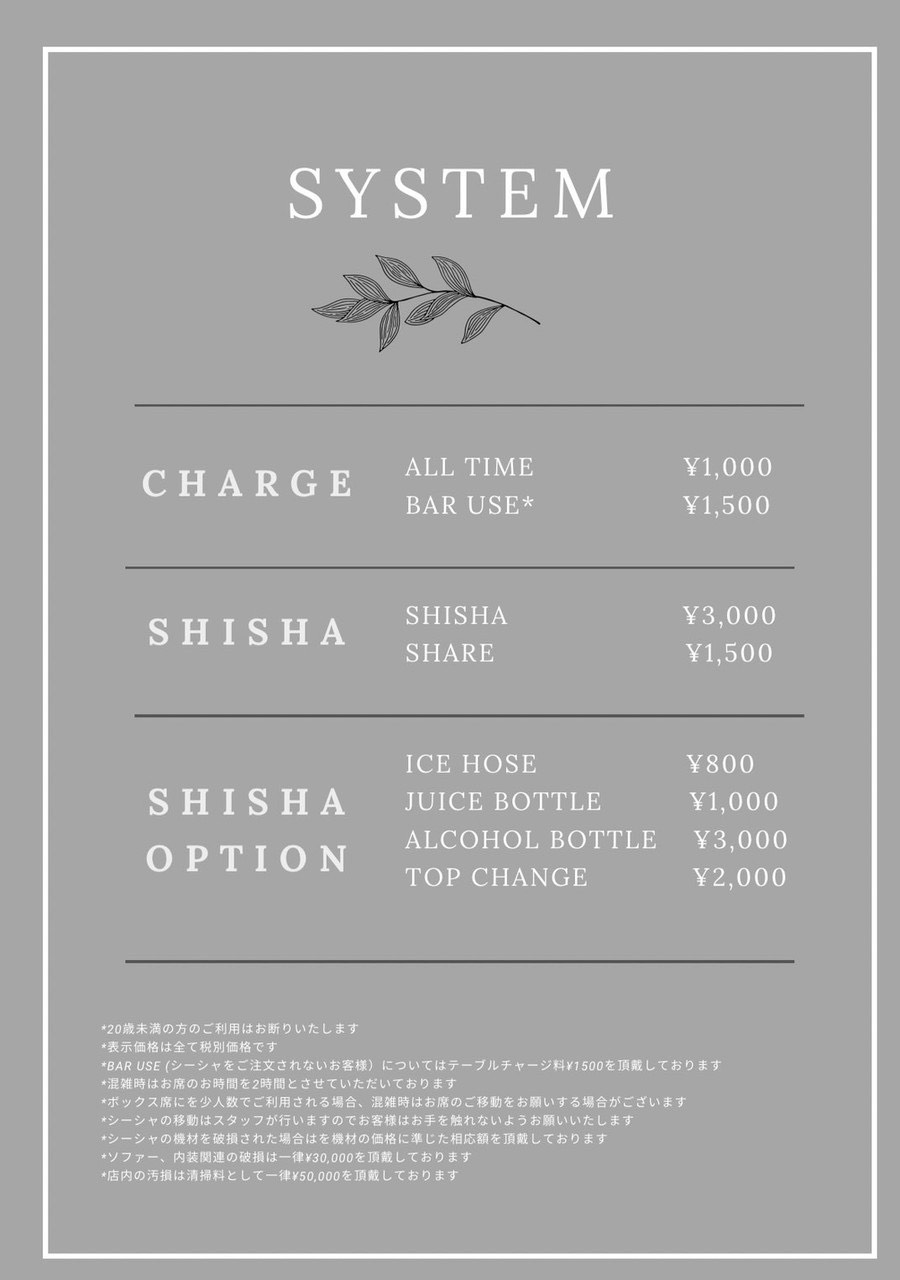 SYSTEM
CHARGE
ALL TIME ¥1,000
BAR USE* ¥1,500
SHISHA
SHISHA ¥3,000
SHARE ¥1,500
SHISHA OPTION
ICE HOSE ¥800
JUICE BOTTLE ¥1,000
ALCOHOL BOTTLE ¥3,000
TOP CHANGE ¥2,000
*20歳未満の方のご利用はお断りいたします
*表示価格は全て税別価格です
*BAR USE (シーシャをご注文されないお客様）についてはテーブルチャージ料¥1500を頂戴しております
*混雑時はお席のお時間を2時間とさせていただいております
*ボックス席にを少人数でご利用される場合、混雑時はお席のご移動をお願いする場合がございます
*シーシャの移動はスタッフが行いますのでお客様はお手を触れないようお願いいたします
*シーシャの機材を破損された場合はを機材の価格に準じた相応額を頂戴しております
*ソファー、内装関連の破損は一律¥30,000を頂戴しております
*店内の汚損は清掃料として一律¥50,000を頂戴しております